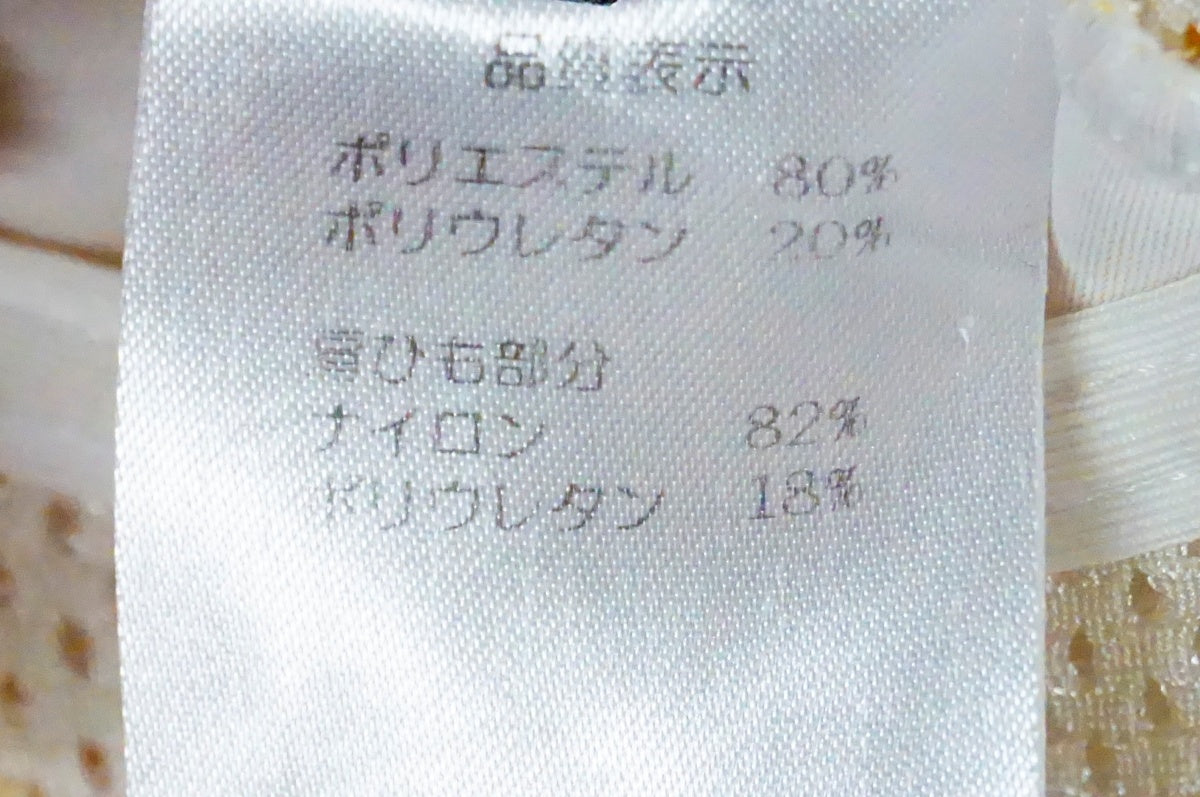 品質表示
ポリエステル 80%
ポリウレタン 20%
肩ひも部分
ナイロン 82%
ポリウレタン 18%